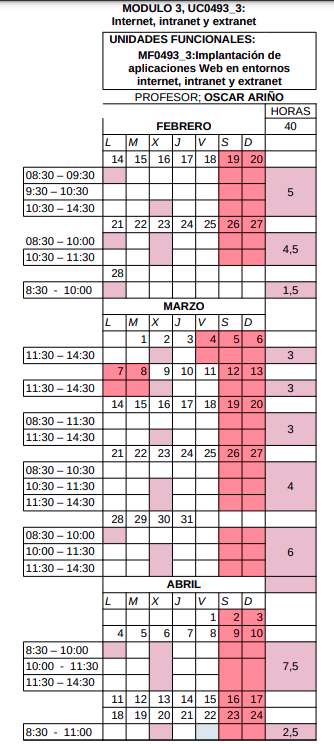 MODULO 3, UC0493_3:
Internet, intranet y extranet
UNIDADES FUNCIONALES:
MF0493_3:Implantación de
aplicaciones Web en entornos
internet, intranet y extranet
PROFESOR; OSCAR ARIÑO
HORAS
FEBRERO 40
L M X J V S D
14 15 16 17 18 19 20
08:30 – 09:30
9:30 – 10:30 5
10:30 – 14:30
21 22 23 24 25 26 27
08:30 – 10:00 4,5
10:30 – 11:30
28
8:30 - 10:00 1,5
MARZO
L M X J V S D
1 2 3 4 5 6
11:30 – 14:30 3
7 8 9 10 11 12 13
11:30 – 14:30 3
14 15 16 17 18 19 20
08:30 – 11:30 3
11:30 – 14:30
21 22 23 24 25 26 27
08:30 – 10:30
10:30 – 11:30 4
11:30 – 14:30
28 29 30 31
08:30 – 10:00 6
10:00 – 11:30
11:30 – 14:30
ABRIL
L M X J V S D
1 2 3
4 5 6 7 8 9 10
8:30 – 10:00
10:00 - 11:30 7,5
11:30 – 14:30
11 12 13 14 15 16 17
18 19 20 21 22 23 24
8:30 - 11:00 2,5